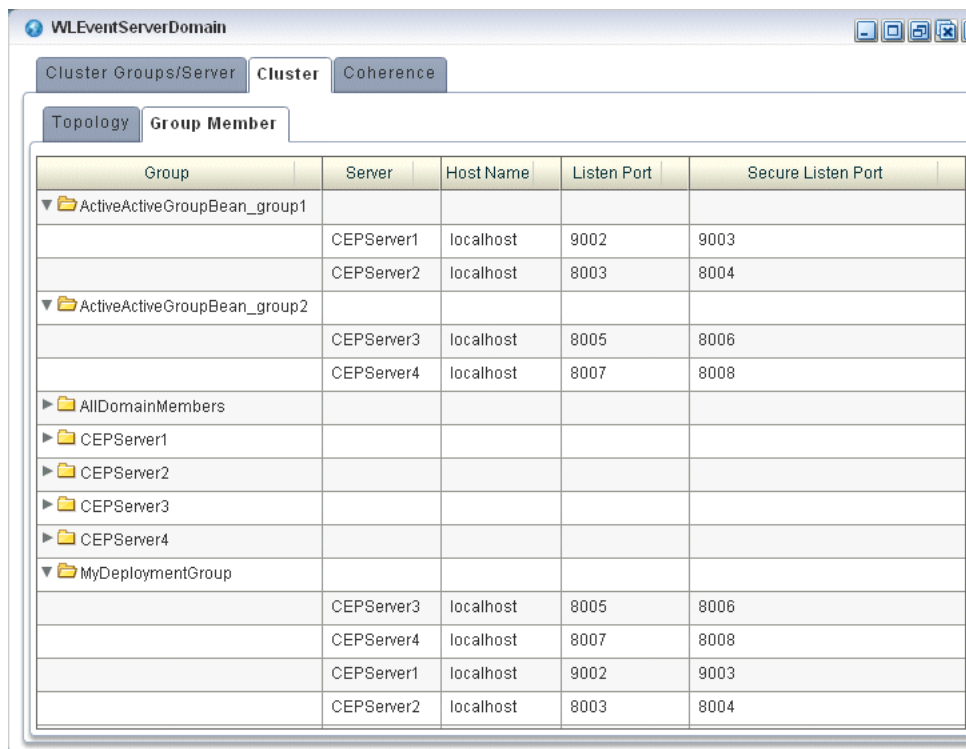 WLEventServerDomain
Cluster Groups/Server Cluster Coherence
Topology Group Member
Group Server Host Name Listen Port Secure Listen Port
ActiveActiveGroupBean_group1
CEPServer1 localhost 9002 9003
CEPServer2 localhost 8003 8004
ActiveActiveGroupBean_group2
CEPServer3 localhost 8005 8006
CEPServer4 localhost 8007 8008
AllDomainMembers
CEPServer1
CEPServer2
CEPServer3
CEPServer4
MyDeploymentGroup
CEPServer3 localhost 8005 8006
CEPServer4 localhost 8007 8008
CEPServer1 localhost 9002 9003
CEPServer2 localhost 8003 8004